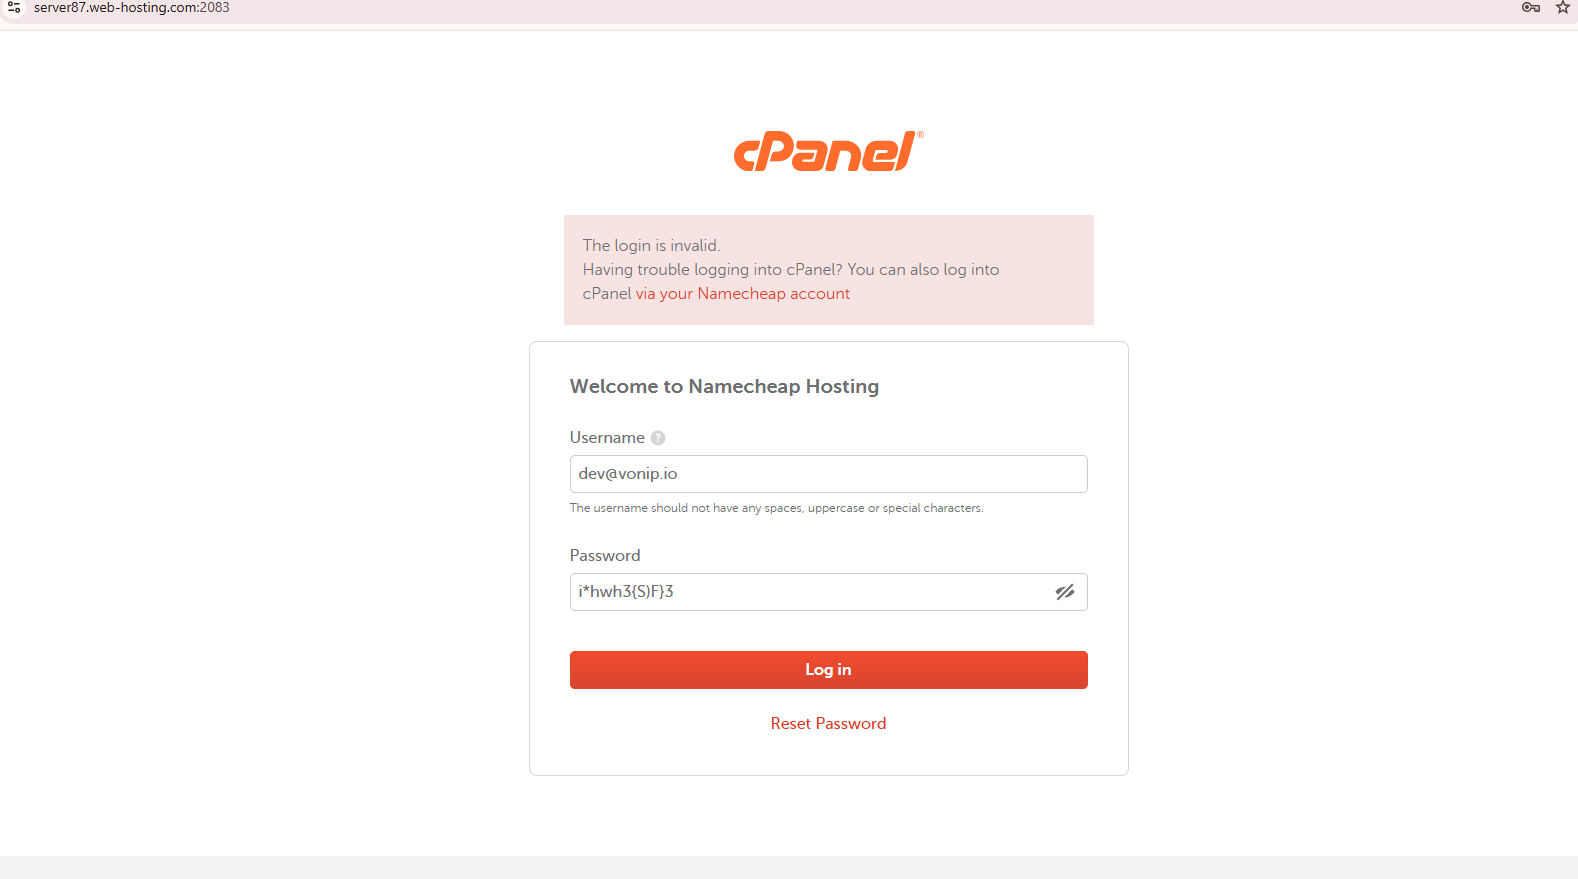 server87.web-hosting.com:2083
cPanel®
The login is invalid.
Having trouble logging into cPanel? You can also log into
cPanel via your Namecheap account
Welcome to Namecheap Hosting
Username ?
dev@vonip.io
The username should not have any spaces, uppercase or special characters.
Password
i*hwh3{S)F}3
Log in
Reset Password